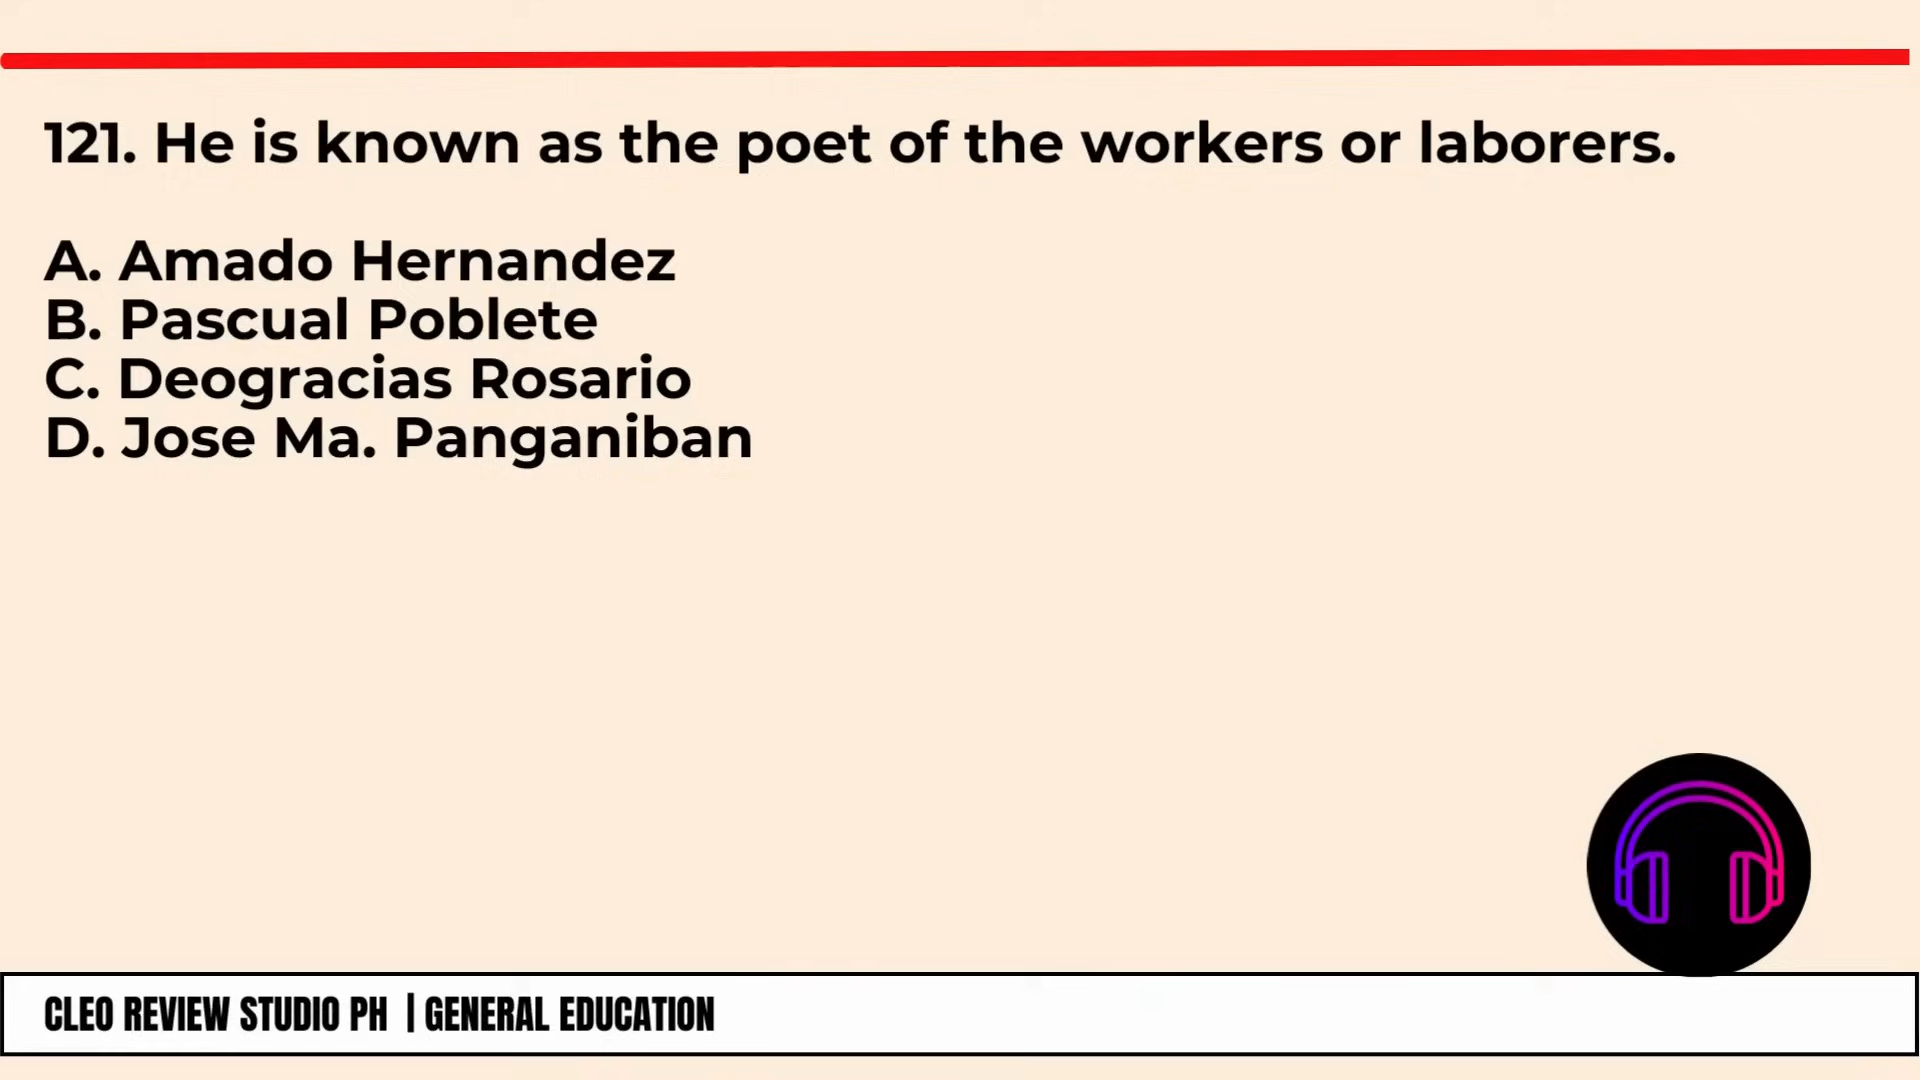 121. He is known as the poet of the workers or laborers.
A. Amado Hernandez
B. Pascual Poblete
C. Deogracias Rosario
D. Jose Ma. Panganiban
CLEO REVIEW STUDIO PH | GENERAL EDUCATION